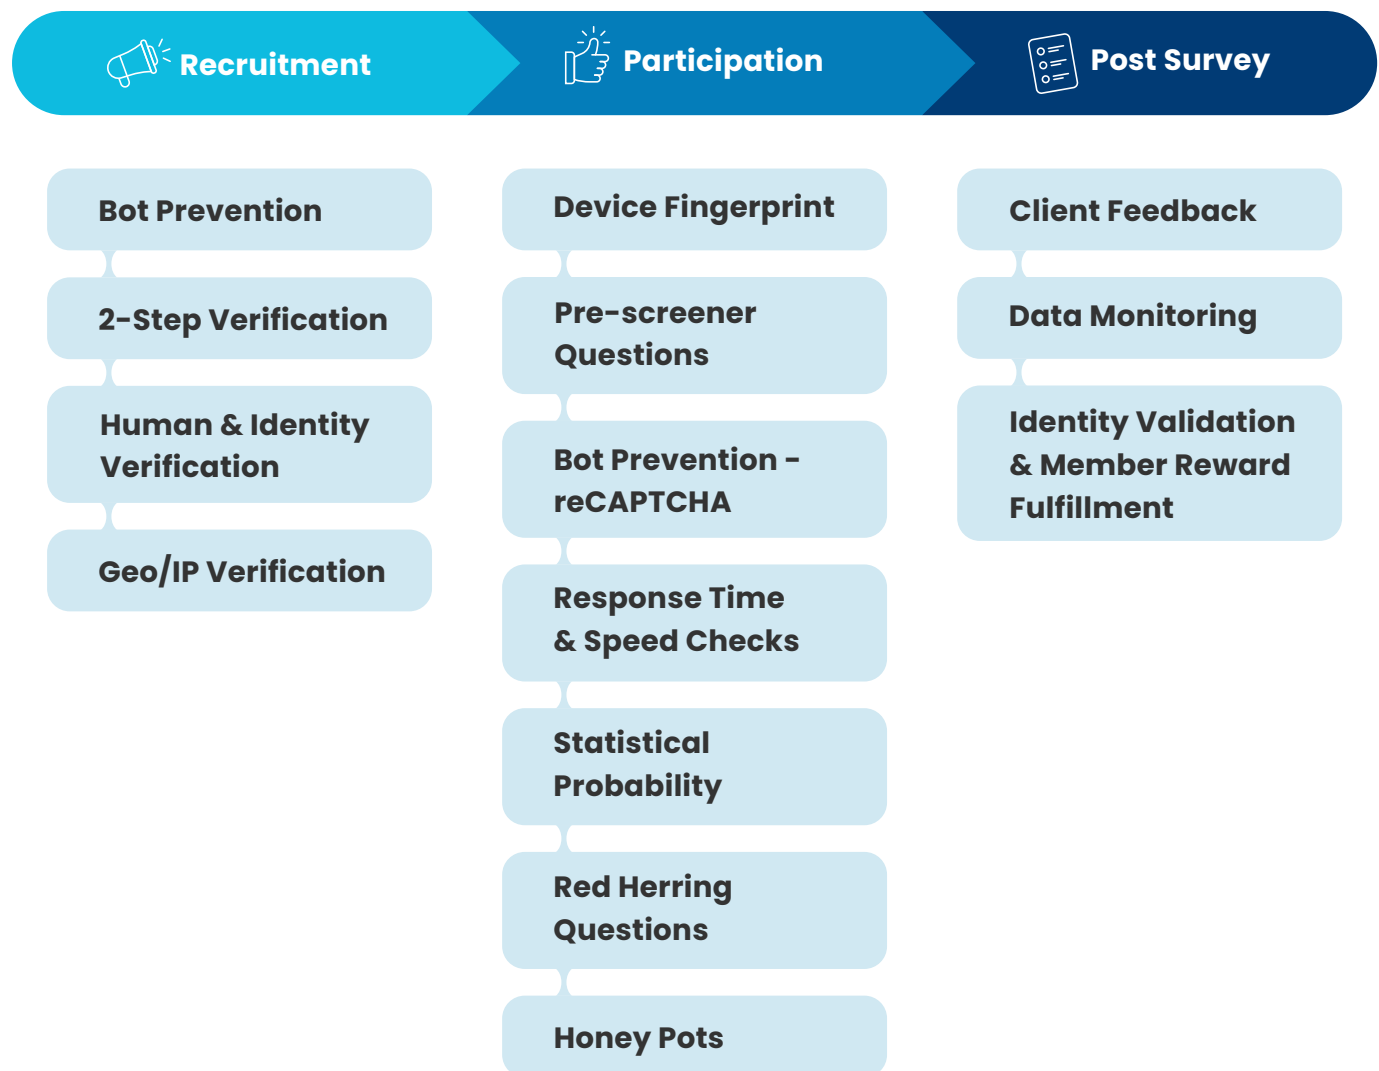 Recruitment
Participation
Post Survey
Bot Prevention
2-Step Verification
Human & Identity
Verification
Geo/IP Verification
Device Fingerprint
Pre-screener
Questions
Bot Prevention -
reCAPTCHA
Response Time
& Speed Checks
Statistical
Probability
Red Herring
Questions
Honey Pots
Client Feedback
Data Monitoring
Identity Validation
& Member Reward
Fulfillment